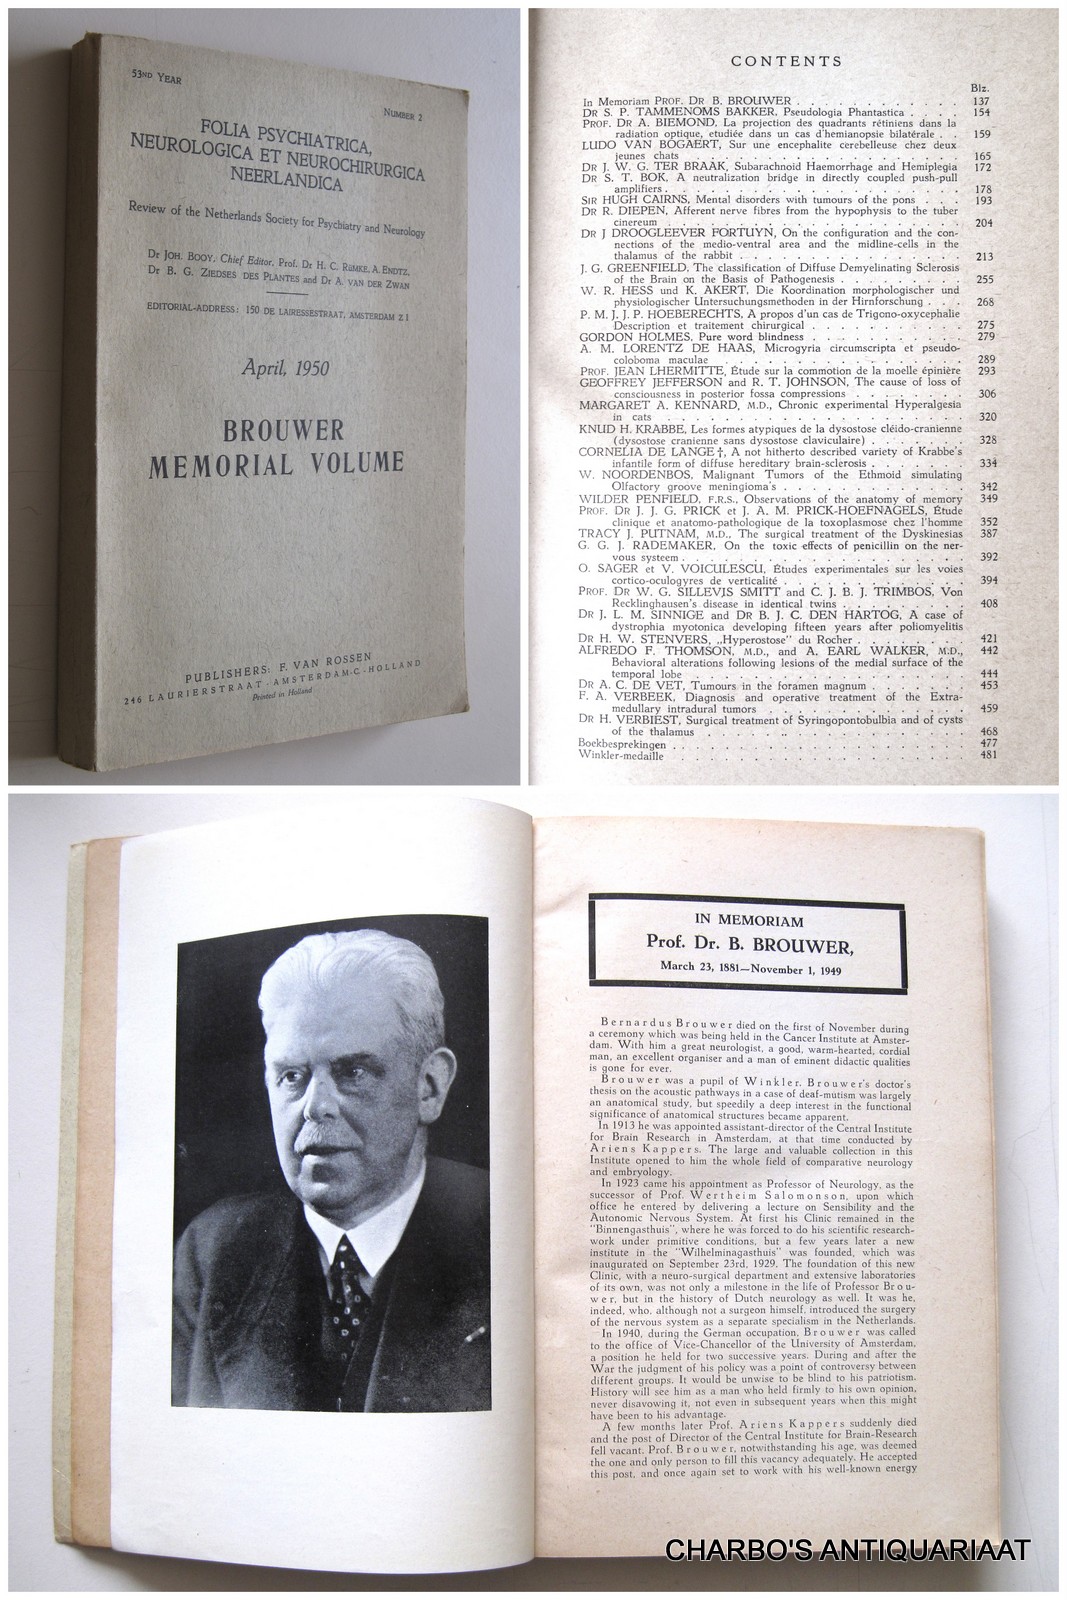 53ND YEAR
NUMBER 2
FOLIA PSYCHIATRICA,
NEUROLOGICA ET NEUROCHIRURGICA
NEERLANDICA
Review of the Netherlands Society for Psychiatry and Neurology
Dr JOH. BOOY, Chief Editor, Prof. Dr H. C. RÜMKE, A. ENDTZ,
Dr B. G. ZIEDSES DES PLANTES and Dr A. VAN DER ZWAN
EDITORIAL-ADDRESS: 150 DE LAIRESSESTRAAT, AMSTERDAM Z 1
April, 1950
BROUWER
MEMORIAL VOLUME
PUBLISHERS: F. VAN ROSSEN
246 LAURIERSTRAAT - AMSTERDAM-C. - HOLLAND
Printed in Holland
CONTENTS
Blz.
In Memoriam PROF. DR B. BROUWER . . . . . . . . . . . 137
DR S. P. TAMMENOMS BAKKER, Pseudologia Phantastica . . . . 154
PROF. DR A. BIEMOND, La projection des quadrants rétiniens dans la
radiation optique, etudiée dans un cas d'hemianopsie bilatérale . . 159
LUDO VAN BOGAERT, Sur une encephalite cerebelleuse chez deux
jeunes chats . . . . . . . . . . . . . . . . . . 165
DR J. W. G. TER BRAAK, Subarachnoid Haemorrhage and Hemiplegia 172
DR S. T. BOK, A neutralization bridge in directly coupled push-pull
amplifiers . . . . . . . . . . . . . . . . . . . 178
SIR HUGH CAIRNS, Mental disorders with tumours of the pons . . . 193
DR R. DIEPEN, Afferent nerve fibres from the hypophysis to the tuber
cinereum . . . . . . . . . . . . . . . . . . . 204
DR J DROOGLEEVER FORTUYN, On the configuration and the con-
nections of the medio-ventral area and the midline-cells in the
thalamus of the rabbit . . . . . . . . . . . . . . . 213
J. G. GREENFIELD, The classification of Diffuse Demyelinating Sclerosis
of the Brain on the Basis of Pathogenesis . . . . . . . . 255
W. R. HESS und K. AKERT, Die Koordination morphologischer und
physiologischer Untersuchungsmethoden in der Hirnforschung . . . 268
P. M. J. J. P. HOEBERECHTS, A propos d'un cas de Trigono-oxycephalie
Description et traitement chirurgical . . . . . . . . . . 275
GORDON HOLMES, Pure word blindness . . . . . . . . . . 279
A. M. LORENTZ DE HAAS, Microgyria circumscripta et pseudo-
coloboma maculae . . . . . . . . . . . . . . . . 289
PROF. JEAN LHERMITTE, Étude sur la commotion de la moelle épinière 293
GEOFFREY JEFFERSON and R. T. JOHNSON, The cause of loss of
consciousness in posterior fossa compressions . . . . . . . 306
MARGARET A. KENNARD, M.D., Chronic experimental Hyperalgesia
in cats . . . . . . . . . . . . . . . . . . . . 320
KNUD H. KRABBE, Les formes atypiques de la dysostose cléido-cranienne
(dysostose cranienne sans dysostose claviculaire) . . . . . . . 328
CORNELIA DE LANGE †, A not hitherto described variety of Krabbe's
infantile form of diffuse hereditary brain-sclerosis . . . . . . . 334
W. NOORDENBOS, Malignant Tumors of the Ethmoid simulating
Olfactory groove meningioma's . . . . . . . . . . . . 342
WILDER PENFIELD, F.R.S., Observations of the anatomy of memory 349
PROF. DR J. J. G. PRICK et J. A. M. PRICK-HOEFNAGELS, Étude
clinique et anatomo-pathologique de la toxoplasmose chez l'homme 352
TRACY J. PUTNAM, M.D., The surgical treatment of the Dyskinesias 387
G. G. J. RADEMAKER, On the toxic effects of penicillin on the ner-
vous systeem . . . . . . . . . . . . . . . . . . 392
O. SAGER et V. VOICULESCU, Études experimentales sur les voies
cortico-oculogyres de verticalité . . . . . . . . . . . . 394
PROF. DR W. G. SILLEVIS SMITT and C. J. B. J. TRIMBOS, Von
Recklinghausen's disease in identical twins . . . . . . . . 408
DR J. L. M. SINNIGE and DR B. J. C. DEN HARTOG, A case of
dystrophia myotonica developing fifteen years after poliomyelitis
DR H. W. STENVERS, „Hyperostose" du Rocher . . . . . . . 421
ALFREDO F. THOMSON, M.D., and A. EARL WALKER, M.D., 442
Behavioral alterations following lesions of the medial surface of the
temporal lobe . . . . . . . . . . . . . . . . . . 444
DR A. C. DE VET, Tumours in the foramen magnum . . . . . . 453
F. A. VERBEEK, Diagnosis and operative treatment of the Extra-
medullary intradural tumors . . . . . . . . . . . . . 459
DR H. VERBIEST, Surgical treatment of Syringopontobulbia and of cysts
of the thalamus . . . . . . . . . . . . . . . . . 468
Boekbesprekingen . . . . . . . . . . . . . . . . . . 477
Winkler-medaille . . . . . . . . . . . . . . . . . . 481
IN MEMORIAM
Prof. Dr. B. BROUWER,
March 23, 1881—November 1, 1949
Bernardus Brouwer died on the first of November during
a ceremony which was being held in the Cancer Institute at Amster-
dam. With him a great neurologist, a good, warm-hearted, cordial
man, an excellent organiser and a man of eminent didactic qualities
is gone for ever.
Brouwer was a pupil of Winkler. Brouwer's doctor's
thesis on the acoustic pathways in a case of deaf-mutism was largely
an anatomical study, but speedily a deep interest in the functional
significance of anatomical structures became apparent.
In 1913 he was appointed assistant-director of the Central Institute
for Brain Research in Amsterdam, at that time conducted by
Ariens Kappers. The large and valuable collection in this
Institute opened to him the whole field of comparative neurology
and embryology.
In 1923 came his appointment as Professor of Neurology, as the
successor of Prof. Wertheim Salomonson, upon which
office he entered by delivering a lecture on Sensibility and the
Autonomic Nervous System. At first his Clinic remained in the
"Binnengasthuis", where he was forced to do his scientific research-
work under primitive conditions, but a few years later a new
institute in the "Wilhelminagasthuis" was founded, which was
inaugurated on September 23rd, 1929. The foundation of this new
Clinic, with a neuro-surgical department and extensive laboratories
of its own, was not only a milestone in the life of Professor Brou-
wer, but in the history of Dutch neurology as well. It was he,
indeed, who, although not a surgeon himself, introduced the surgery
of the nervous system as a separate specialism in the Netherlands.
In 1940, during the German occupation, Brouwer was called
to the office of Vice-Chancellor of the University of Amsterdam,
a position he held for two successive years. During and after the
War the judgment of his policy was a point of controversy between
different groups. It would be unwise to be blind to his patriotism.
History will see him as a man who held firmly to his own opinion,
never disavowing it, not even in subsequent years when this might
have been to his advantage.
A few months later Prof. Ariens Kappers suddenly died
and the post of Director of the Central Institute for Brain-Research
fell vacant. Prof. Brouwer, notwithstanding his age, was deemed
the one and only person to fill this vacancy adequately. He accepted
this post, and once again set to work with his well-known energy
CHARBO'S ANTIQUARIAAT